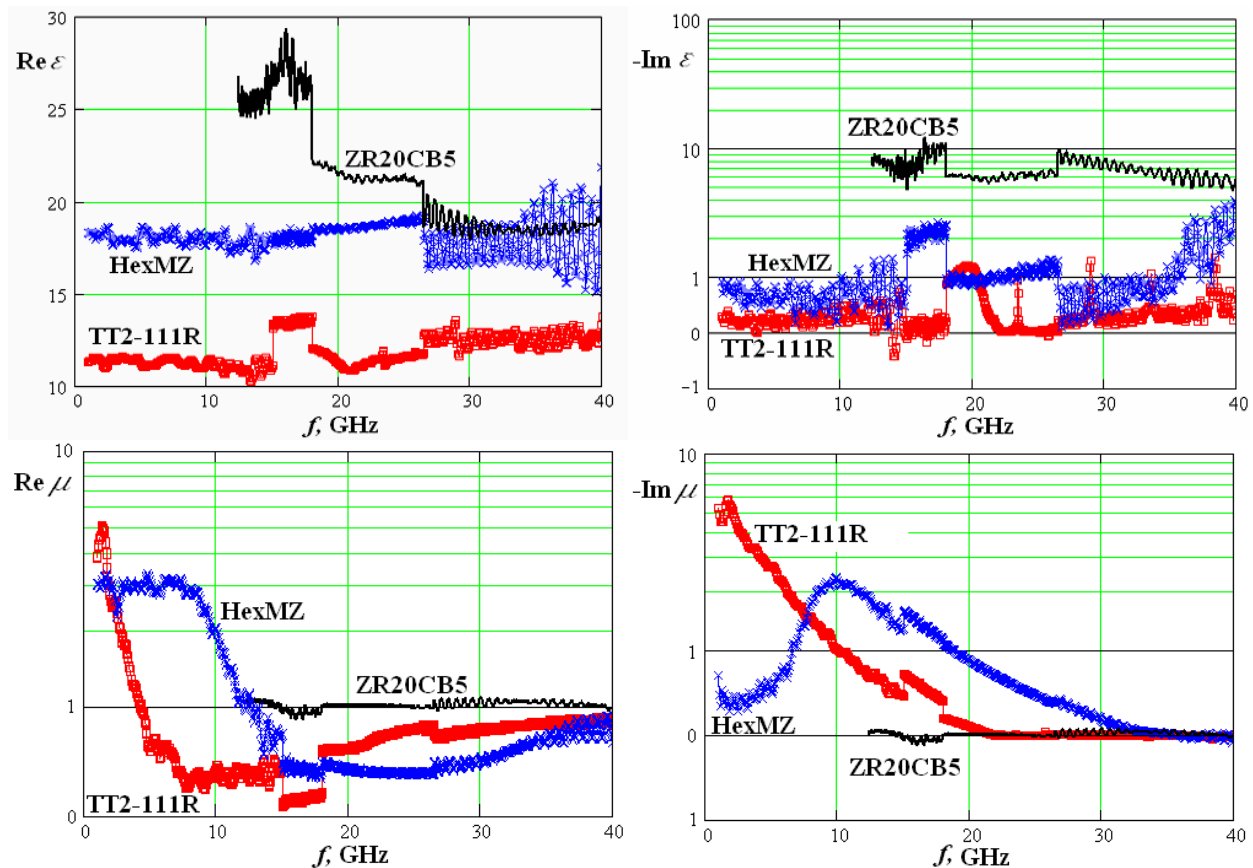 30
Re ε
25
ZR20CB5
20
HexMZ
15
TT2-111R
10
0 10 20 30 40
f, GHz
100
-Im ε
ZR20CB5
10
HexMZ
1
0
TT2-111R
-1
0 10 20 30 40
f, GHz
10
Re μ
HexMZ
ZR20CB5
1
TT2-111R
0
0 10 20 30 40
f, GHz
10
-Im μ
TT2-111R
1
HexMZ
0
ZR20CB5
1
0 10 20 30 40
f, GHz